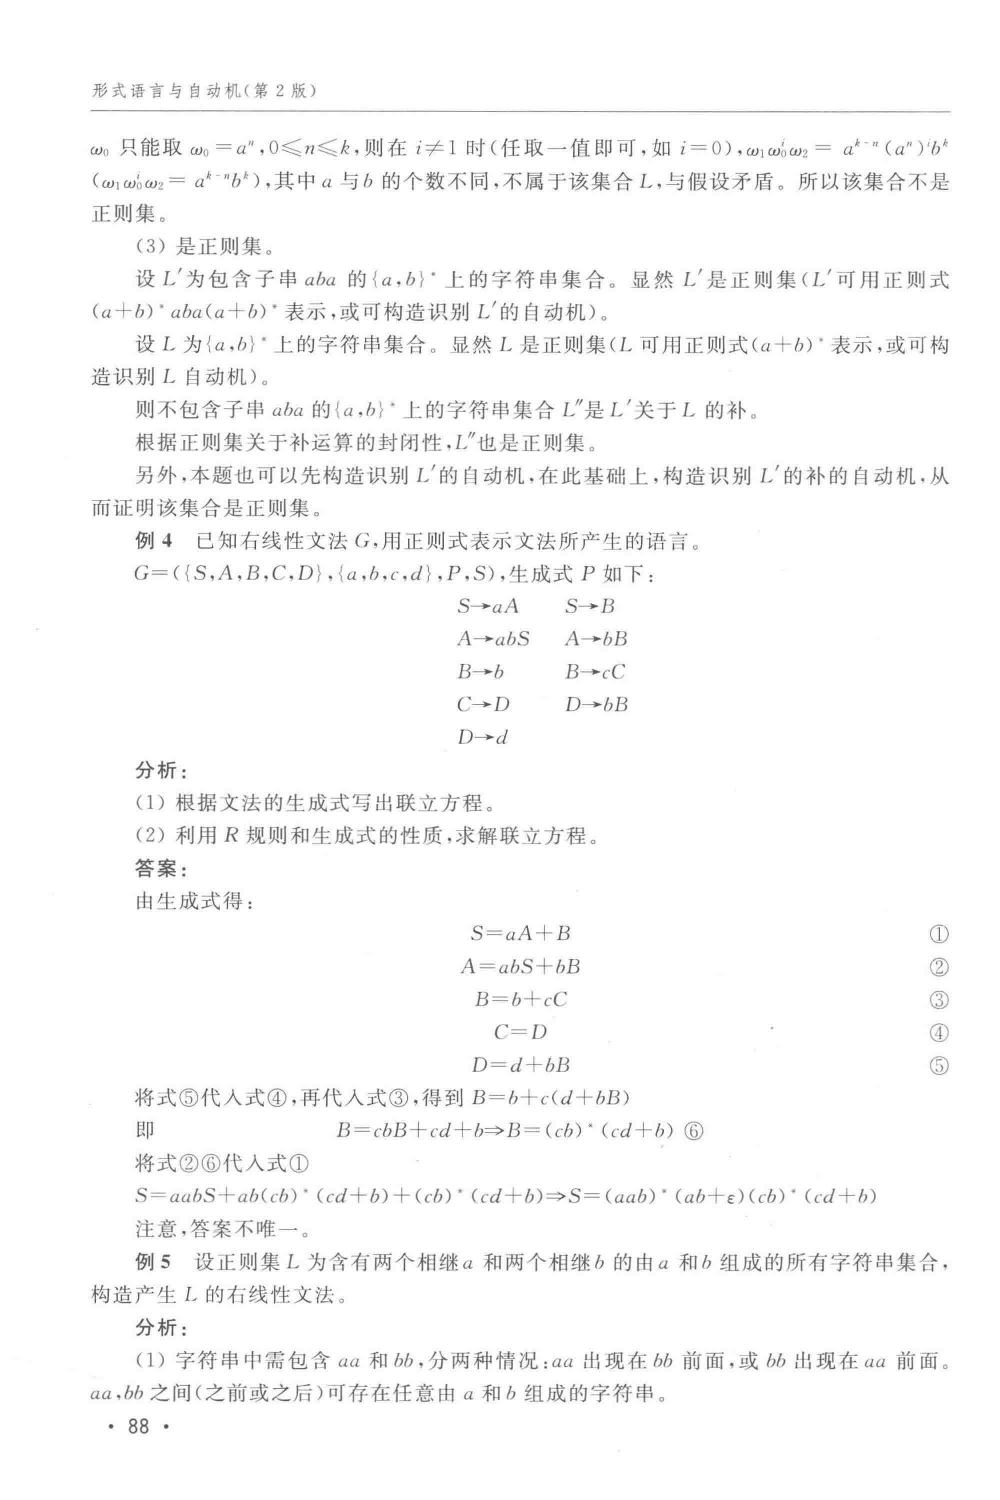 形式语言与自动机(第2版)
ω₀ 只能取 ω₀=aⁿ,0≤n≤k,则在 i≠1 时(任取一值即可,如 i=0),ω₁ω₀ⁱω₂ = aᵏ⁻ⁿ(aⁿ)ⁱbᵏ
(ω₁ω₀ⁱω₂= aᵏ⁻ⁿbᵏ),其中 a 与 b 的个数不同,不属于该集合 L,与假设矛盾。所以该集合不是
正则集。
(3) 是正则集。
设 L′为包含子串 aba 的{a,b}* 上的字符串集合。显然 L′是正则集(L′可用正则式
(a+b)*aba(a+b)*表示,或可构造识别 L′的自动机)。
设 L 为{a,b}*上的字符串集合。显然 L 是正则集(L 可用正则式(a+b)*表示,或可构
造识别 L 自动机)。
则不包含子串 aba 的{a,b}*上的字符串集合 L″是 L′关于 L 的补。
根据正则集关于补运算的封闭性,L″也是正则集。
另外,本题也可以先构造识别 L′的自动机,在此基础上,构造识别 L′的补的自动机,从
而证明该集合是正则集。
例 4 已知右线性文法 G,用正则式表示文法所产生的语言。
G=({S,A,B,C,D},{a,b,c,d},P,S),生成式 P 如下:
S→aA S→B
A→abS A→bB
B→b B→cC
C→D D→bB
D→d
分析:
(1) 根据文法的生成式写出联立方程。
(2) 利用 R 规则和生成式的性质,求解联立方程。
答案:
由生成式得:
S=aA+B ①
A=abS+bB ②
B=b+cC ③
C=D ④
D=d+bB ⑤
将式⑤代入式④,再代入式③,得到 B=b+c(d+bB)
即 B=cbB+cd+b⇒B=(cb)*(cd+b) ⑥
将式②⑥代入式①
S=aabS+ab(cb)*(cd+b)+(cb)*(cd+b)⇒S=(aab)*(ab+ε)(cb)*(cd+b)
注意,答案不唯一。
例 5 设正则集 L 为含有两个相继a 和两个相继b 的由a 和b 组成的所有字符串集合,
构造产生 L 的右线性文法。
分析:
(1) 字符串中需包含 aa 和 bb,分两种情况:aa 出现在 bb 前面,或 bb 出现在 aa 前面。
aa,bb 之间(之前或之后)可存在任意由 a 和 b 组成的字符串。
· 88 ·